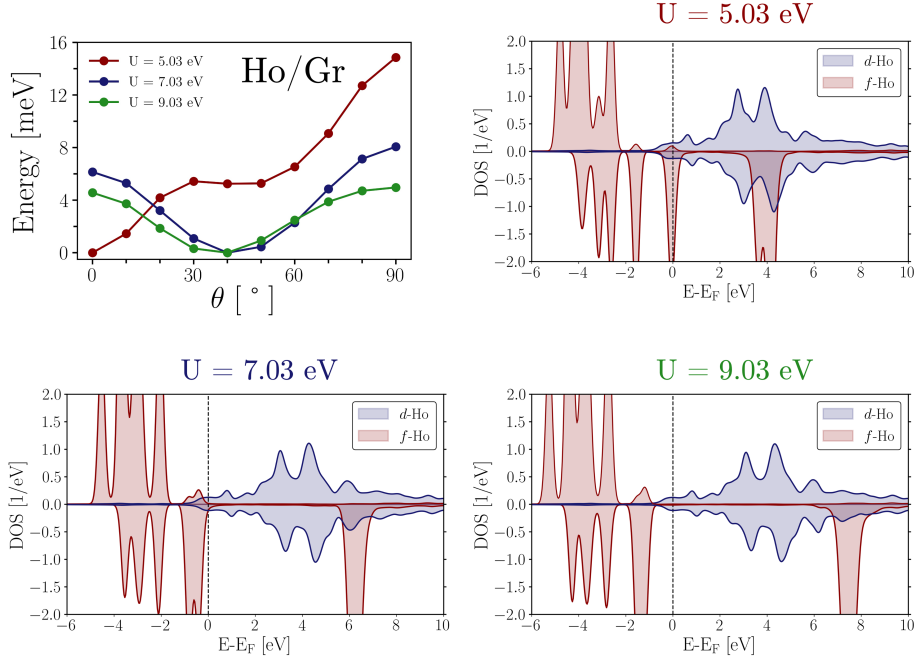 Ho/Gr
U = 5.03 eV
U = 7.03 eV
U = 9.03 eV
Energy [meV]
16
12
8
4
0
0
30
60
90
θ [ ° ]
U = 5.03 eV
d-Ho
f-Ho
DOS [1/eV]
2.0
1.5
1.0
0.5
0.0
−0.5
−1.0
−1.5
−2.0
−6 −4 −2 0 2 4 6 8 10
E-E_F [eV]
U = 7.03 eV
d-Ho
f-Ho
DOS [1/eV]
2.0
1.5
1.0
0.5
0.0
−0.5
−1.0
−1.5
−2.0
−6 −4 −2 0 2 4 6 8 10
E-E_F [eV]
U = 9.03 eV
d-Ho
f-Ho
DOS [1/eV]
2.0
1.5
1.0
0.5
0.0
−0.5
−1.0
−1.5
−2.0
−6 −4 −2 0 2 4 6 8 10
E-E_F [eV]